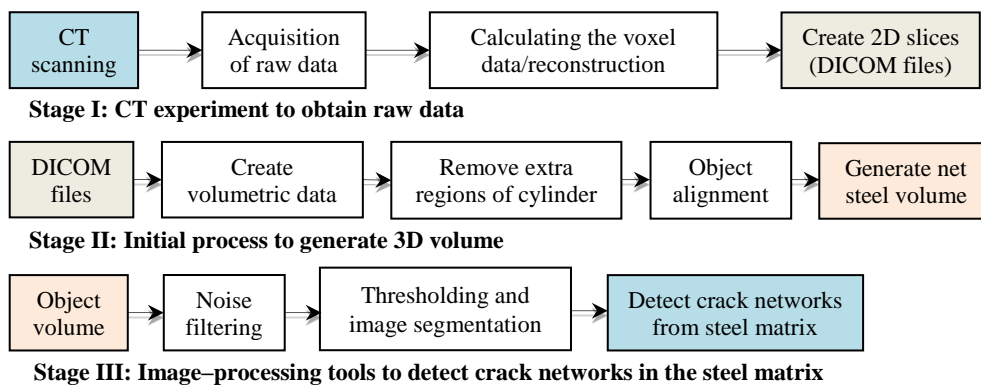 CT
scanning
Acquisition
of raw data
Calculating the voxel
data/reconstruction
Create 2D slices
(DICOM files)
Stage I: CT experiment to obtain raw data
DICOM
files
Create
volumetric data
Remove extra
regions of cylinder
Object
alignment
Generate net
steel volume
Stage II: Initial process to generate 3D volume
Object
volume
Noise
filtering
Thresholding and
image segmentation
Detect crack networks
from steel matrix
Stage III: Image–processing tools to detect crack networks in the steel matrix